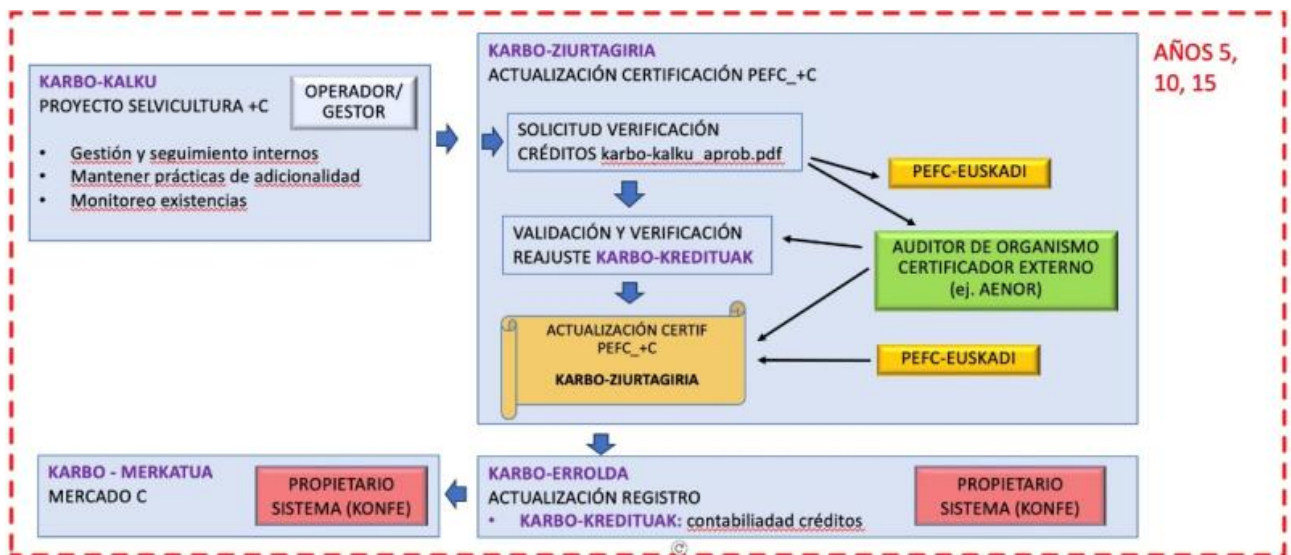 KARBO-KALKU
PROYECTO SELVICULTURA +C
OPERADOR/
GESTOR
• Gestión y seguimiento internos
• Mantener prácticas de adicionalidad
• Monitoreo existencias
KARBO-ZIURTAGIRIA
ACTUALIZACIÓN CERTIFICACIÓN PEFC_+C
AÑOS 5,
10, 15
SOLICITUD VERIFICACIÓN
CRÉDITOS karbo-kalku_aprob.pdf
PEFC-EUSKADI
VALIDACIÓN Y VERIFICACIÓN
REAJUSTE KARBO-KREDITUAK
AUDITOR DE ORGANISMO
CERTIFICADOR EXTERNO
(ej. AENOR)
ACTUALIZACIÓN CERTIF
PEFC_+C
KARBO-ZIURTAGIRIA
PEFC-EUSKADI
KARBO - MERKATUA
MERCADO C
PROPIETARIO
SISTEMA (KONFE)
KARBO-ERROLDA
ACTUALIZACIÓN REGISTRO
• KARBO-KREDITUAK: contabiliadad créditos
PROPIETARIO
SISTEMA (KONFE)